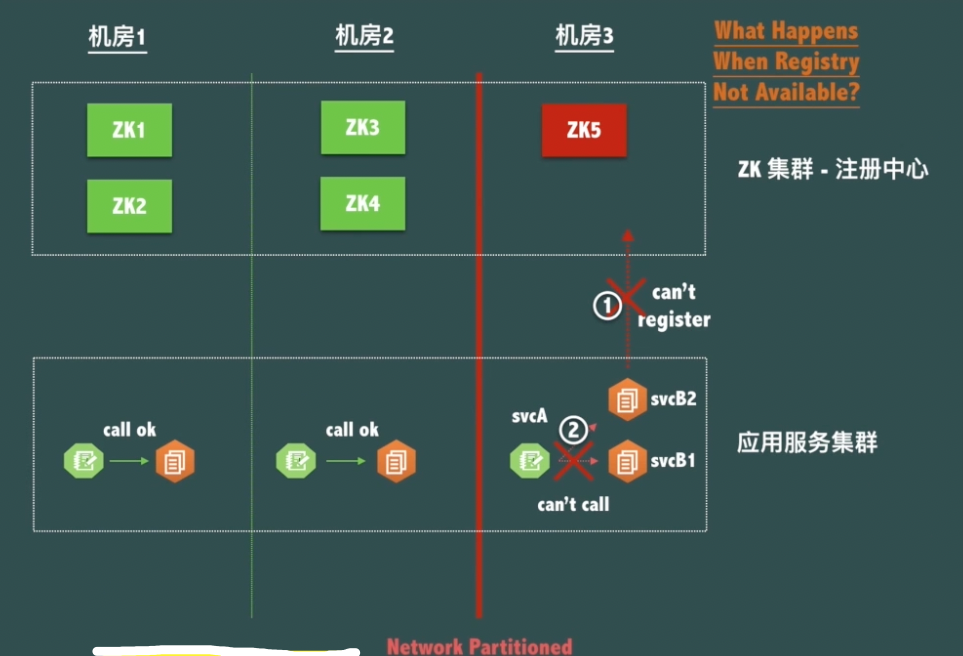 机房1
机房2
机房3
What Happens
When Registry
Not Available?
ZK1
ZK3
ZK5
ZK 集群 - 注册中心
ZK2
ZK4
1
can't
register
svcB2
call ok
call ok
svcA
2
应用服务集群
svcB1
can't call
Network Partitioned